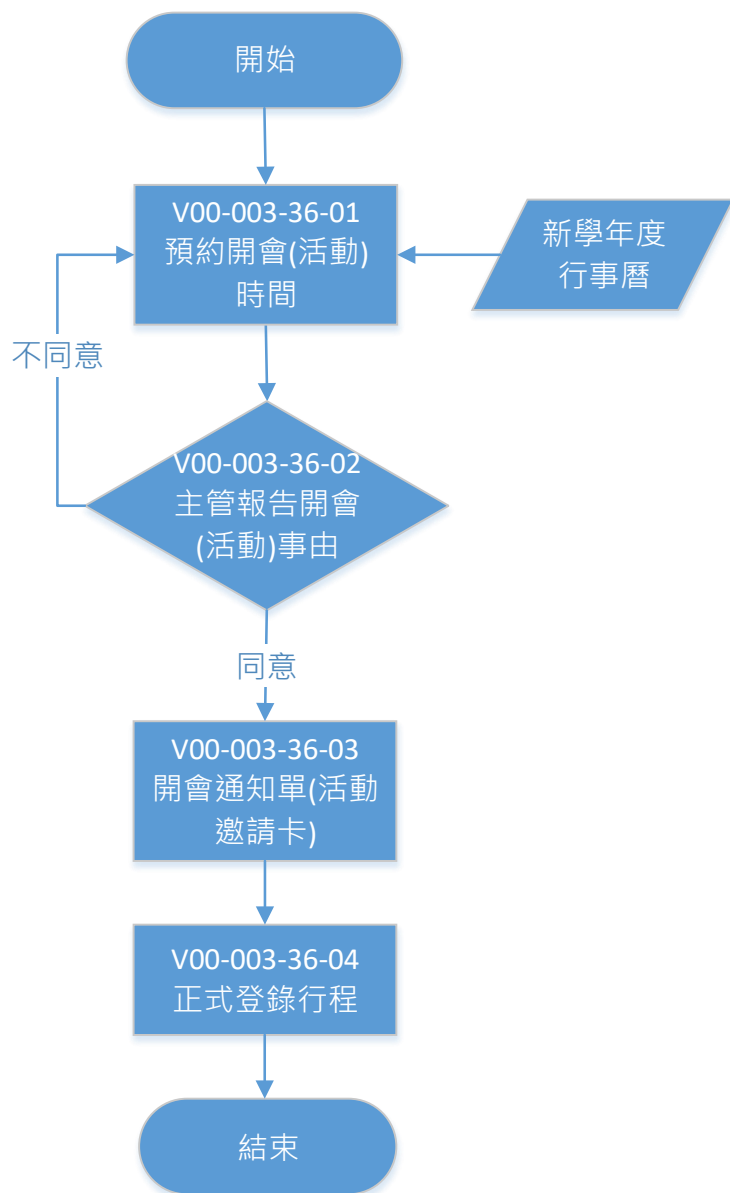 開始
V00-003-36-01
預約開會(活動)
時間
新學年度
行事曆
不同意
V00-003-36-02
主管報告開會
(活動)事由
同意
V00-003-36-03
開會通知單(活動
邀請卡)
V00-003-36-04
正式登錄行程
結束